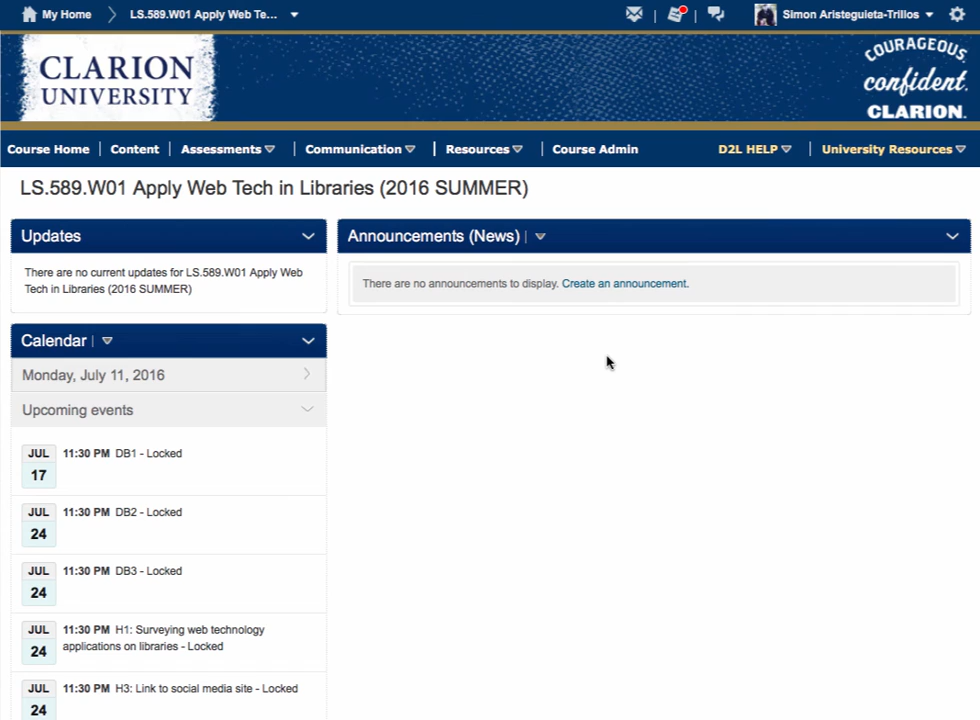 My Home
LS.589.W01 Apply Web Te...
Simon Aristeguieta-Trillos
CLARION
UNIVERSITY
COURAGEOUS.
confident.
CLARION.
Course Home
Content
Assessments
Communication
Resources
Course Admin
D2L HELP
University Resources
LS.589.W01 Apply Web Tech in Libraries (2016 SUMMER)
Updates
There are no current updates for LS.589.W01 Apply Web
Tech in Libraries (2016 SUMMER)
Announcements (News)
There are no announcements to display. Create an announcement.
Calendar
Monday, July 11, 2016
Upcoming events
JUL
17
11:30 PM DB1 - Locked
JUL
24
11:30 PM DB2 - Locked
JUL
24
11:30 PM DB3 - Locked
JUL
24
11:30 PM H1: Surveying web technology
applications on libraries - Locked
JUL
24
11:30 PM H3: Link to social media site - Locked